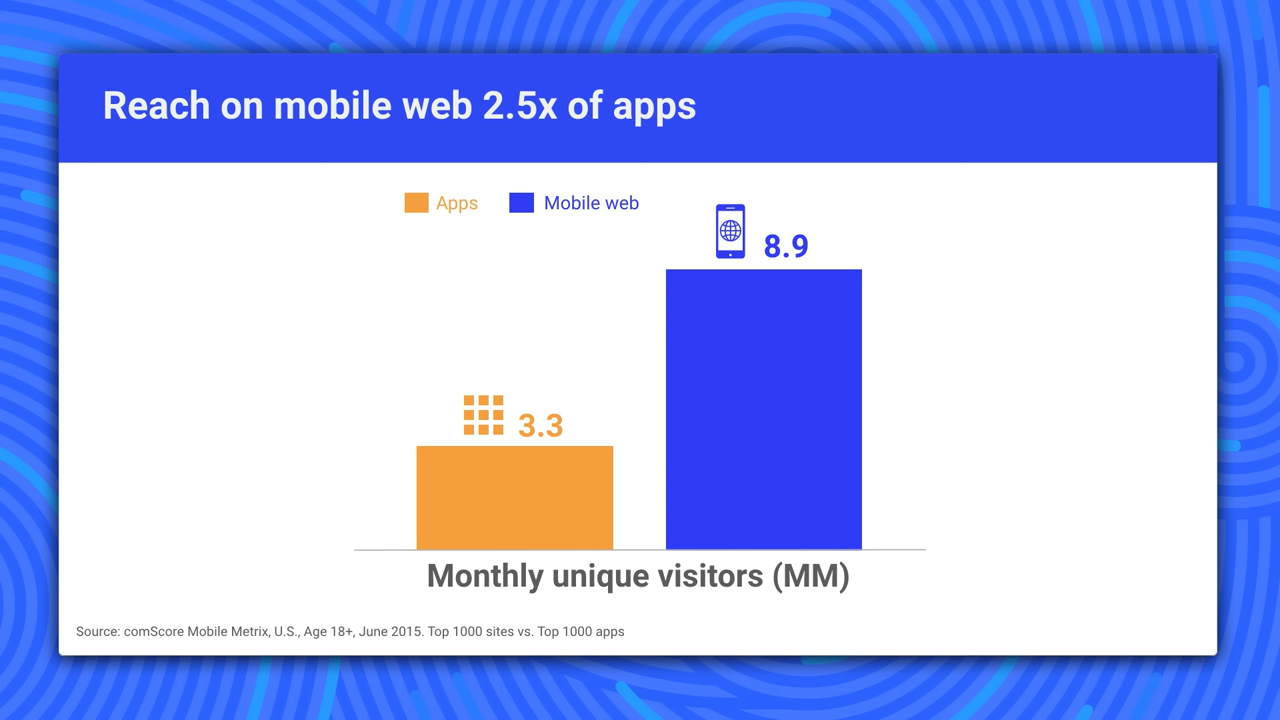 Reach on mobile web 2.5x of apps
Apps
Mobile web
8.9
3.3
Monthly unique visitors (MM)
Source: comScore Mobile Metrix, U.S., Age 18+, June 2015. Top 1000 sites vs. Top 1000 apps